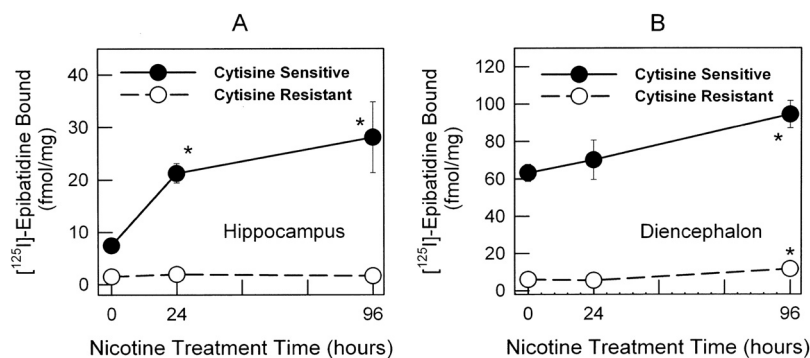 A
[¹²⁵I]-Epibatidine Bound
(fmol/mg)
40
30
20
10
0
Cytisine Sensitive
Cytisine Resistant
*
*
Hippocampus
0
24
96
Nicotine Treatment Time (hours)
B
[¹²⁵I]-Epibatidine Bound
(fmol/mg)
120
100
80
60
40
20
0
Cytisine Sensitive
Cytisine Resistant
*
*
Diencephalon
0
24
96
Nicotine Treatment Time (hours)